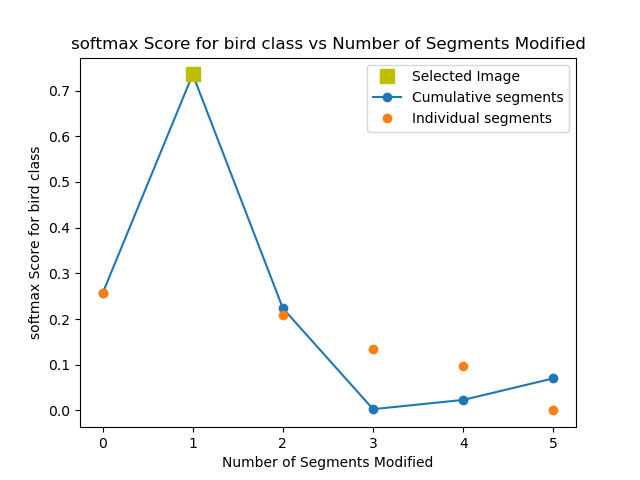 softmax Score for bird class vs Number of Segments Modified
Selected Image
Cumulative segments
Individual segments
softmax Score for bird class
0.7
0.6
0.5
0.4
0.3
0.2
0.1
0.0
0 1 2 3 4 5
Number of Segments Modified